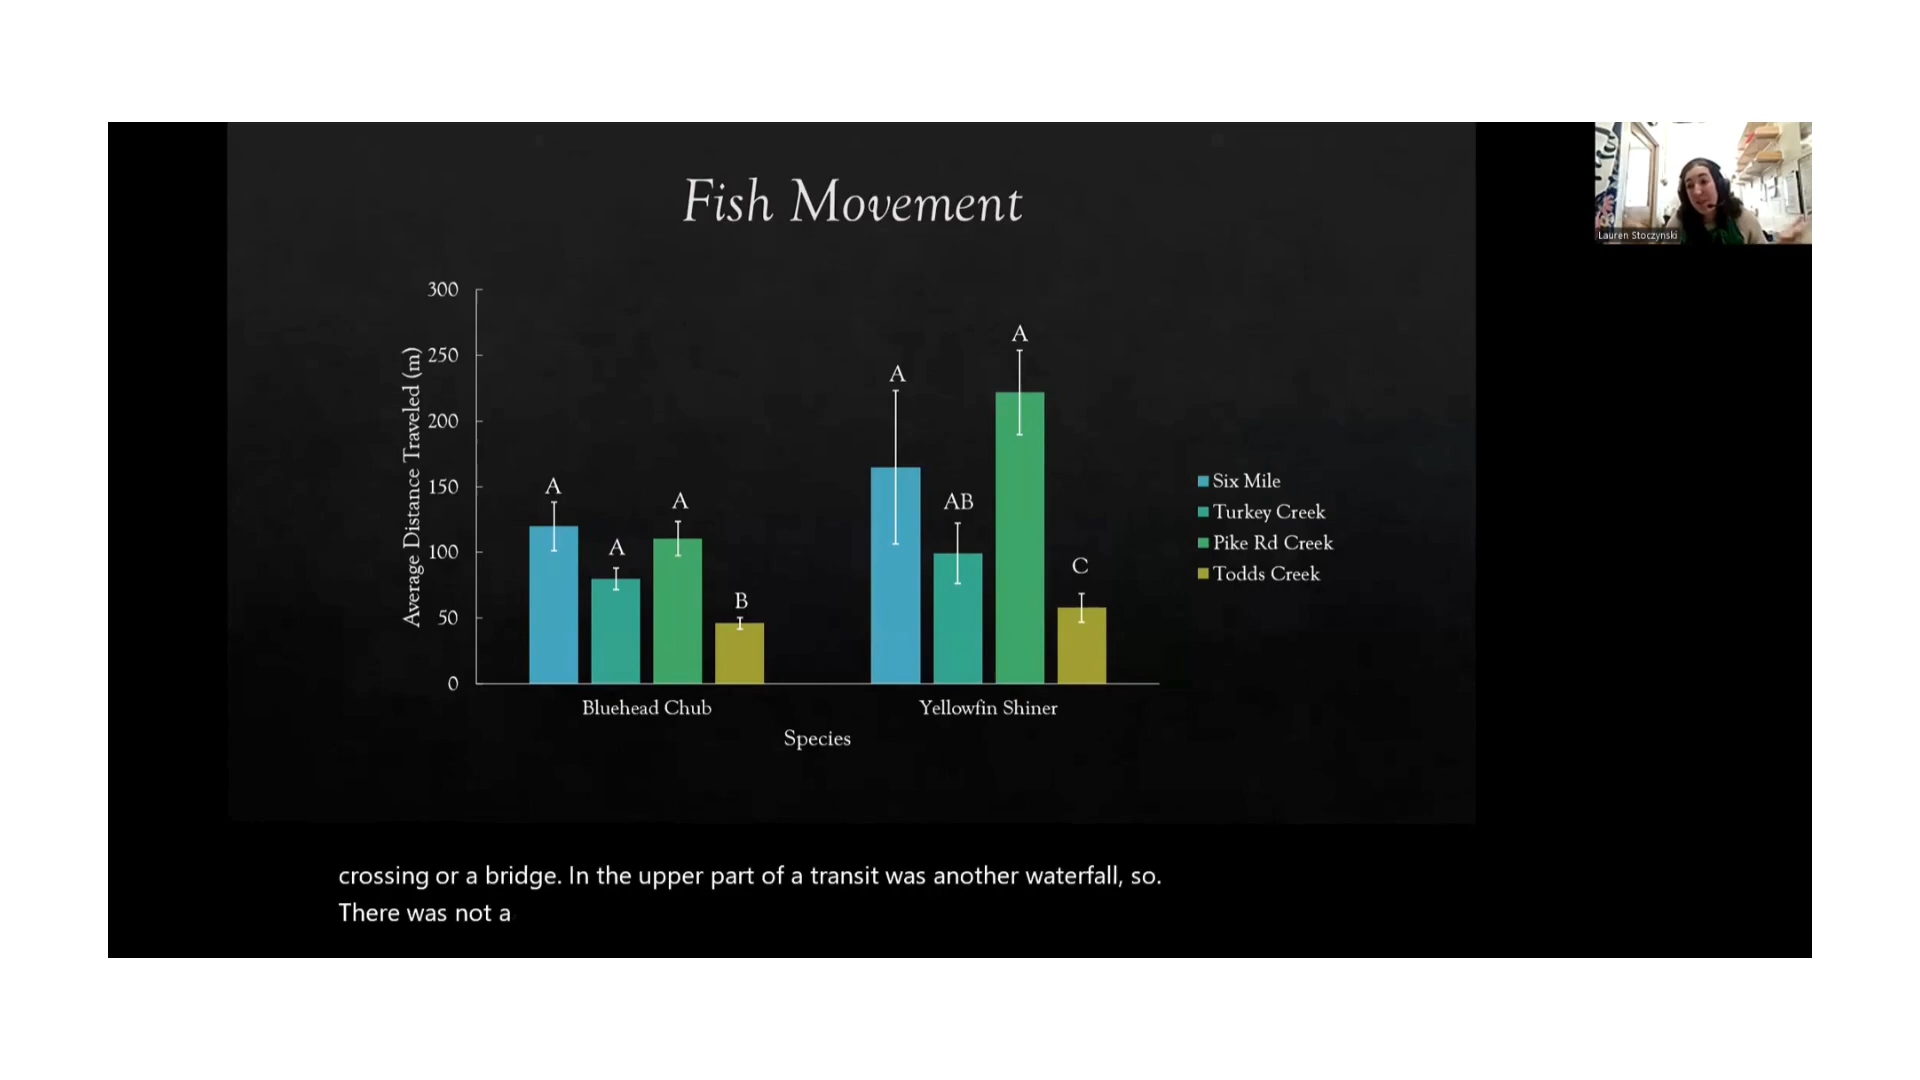 Fish Movement
Lauren Stoczynski
300
250
200
150
100
50
0
Average Distance Traveled (m)
A
A
A
B
A
AB
A
C
Bluehead Chub
Yellowfin Shiner
Species
Six Mile
Turkey Creek
Pike Rd Creek
Todds Creek
crossing or a bridge. In the upper part of a transit was another waterfall, so.
There was not a